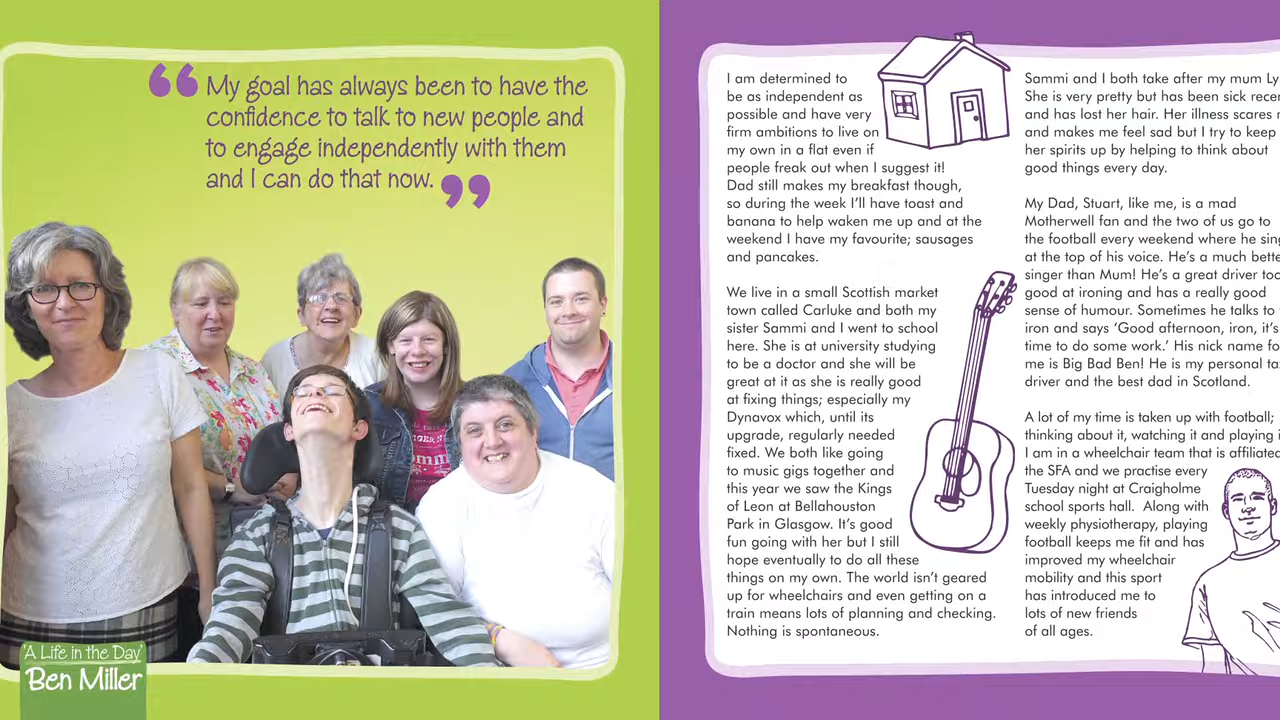 “ My goal has always been to have the
confidence to talk to new people and
to engage independently with them
and I can do that now. ”
'A Life in the Day'
Ben Miller
I am determined to
be as independent as
possible and have very
firm ambitions to live on
my own in a flat even if
people freak out when I suggest it!
Dad still makes my breakfast though,
so during the week I'll have toast and
banana to help waken me up and at the
weekend I have my favourite; sausages
and pancakes.
We live in a small Scottish market
town called Carluke and both my
sister Sammi and I went to school
here. She is at university studying
to be a doctor and she will be
great at it as she is really good
at fixing things; especially my
Dynavox which, until its
upgrade, regularly needed
fixed. We both like going
to music gigs together and
this year we saw the Kings
of Leon at Bellahouston
Park in Glasgow. It's good
fun going with her but I still
hope eventually to do all these
things on my own. The world isn't geared
up for wheelchairs and even getting on a
train means lots of planning and checking.
Nothing is spontaneous.
Sammi and I both take after my mum Ly
She is very pretty but has been sick recen
and has lost her hair. Her illness scares
and makes me feel sad but I try to keep
her spirits up by helping to think about
good things every day.
My Dad, Stuart, like me, is a mad
Motherwell fan and the two of us go to
the football every weekend where he sing
at the top of his voice. He's a much bette
singer than Mum! He's a great driver too
good at ironing and has a really good
sense of humour. Sometimes he talks to
iron and says 'Good afternoon, iron, it's
time to do some work.' His nick name fo
me is Big Bad Ben! He is my personal ta
driver and the best dad in Scotland.
A lot of my time is taken up with football;
thinking about it, watching it and playing i
I am in a wheelchair team that is affiliated
the SFA and we practise every
Tuesday night at Craigholme
school sports hall. Along with
weekly physiotherapy, playing
football keeps me fit and has
improved my wheelchair
mobility and this sport
has introduced me to
lots of new friends
of all ages.